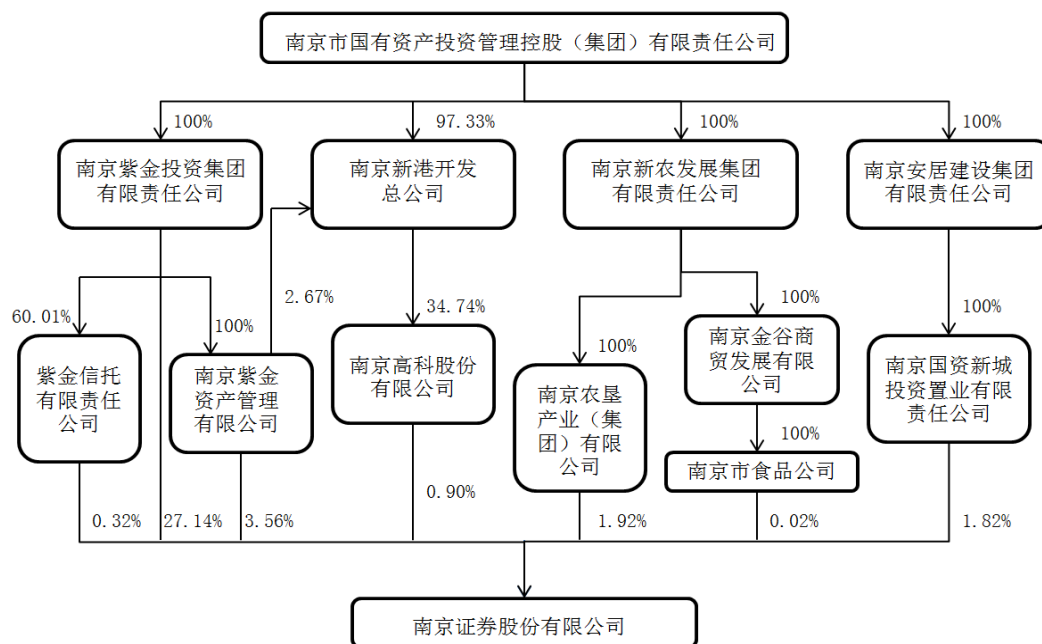 南京市国有资产投资管理控股（集团）有限责任公司
100%
97.33%
100%
100%
南京紫金投资集团
有限责任公司
南京新港开发
总公司
南京新农发展集团
有限责任公司
南京安居建设集团
有限责任公司
2.67%
60.01%
100%
34.74%
100%
100%
100%
紫金信托
有限责任
公司
南京紫金
资产管理
有限公司
南京高科股份
有限公司
南京农垦
产业（集
团）有限
公司
南京金谷商
贸发展有限
公司
南京国资新城
投资置业有限
责任公司
100%
南京市食品公司
0.32%
27.14%
3.56%
0.90%
1.92%
0.02%
1.82%
南京证券股份有限公司